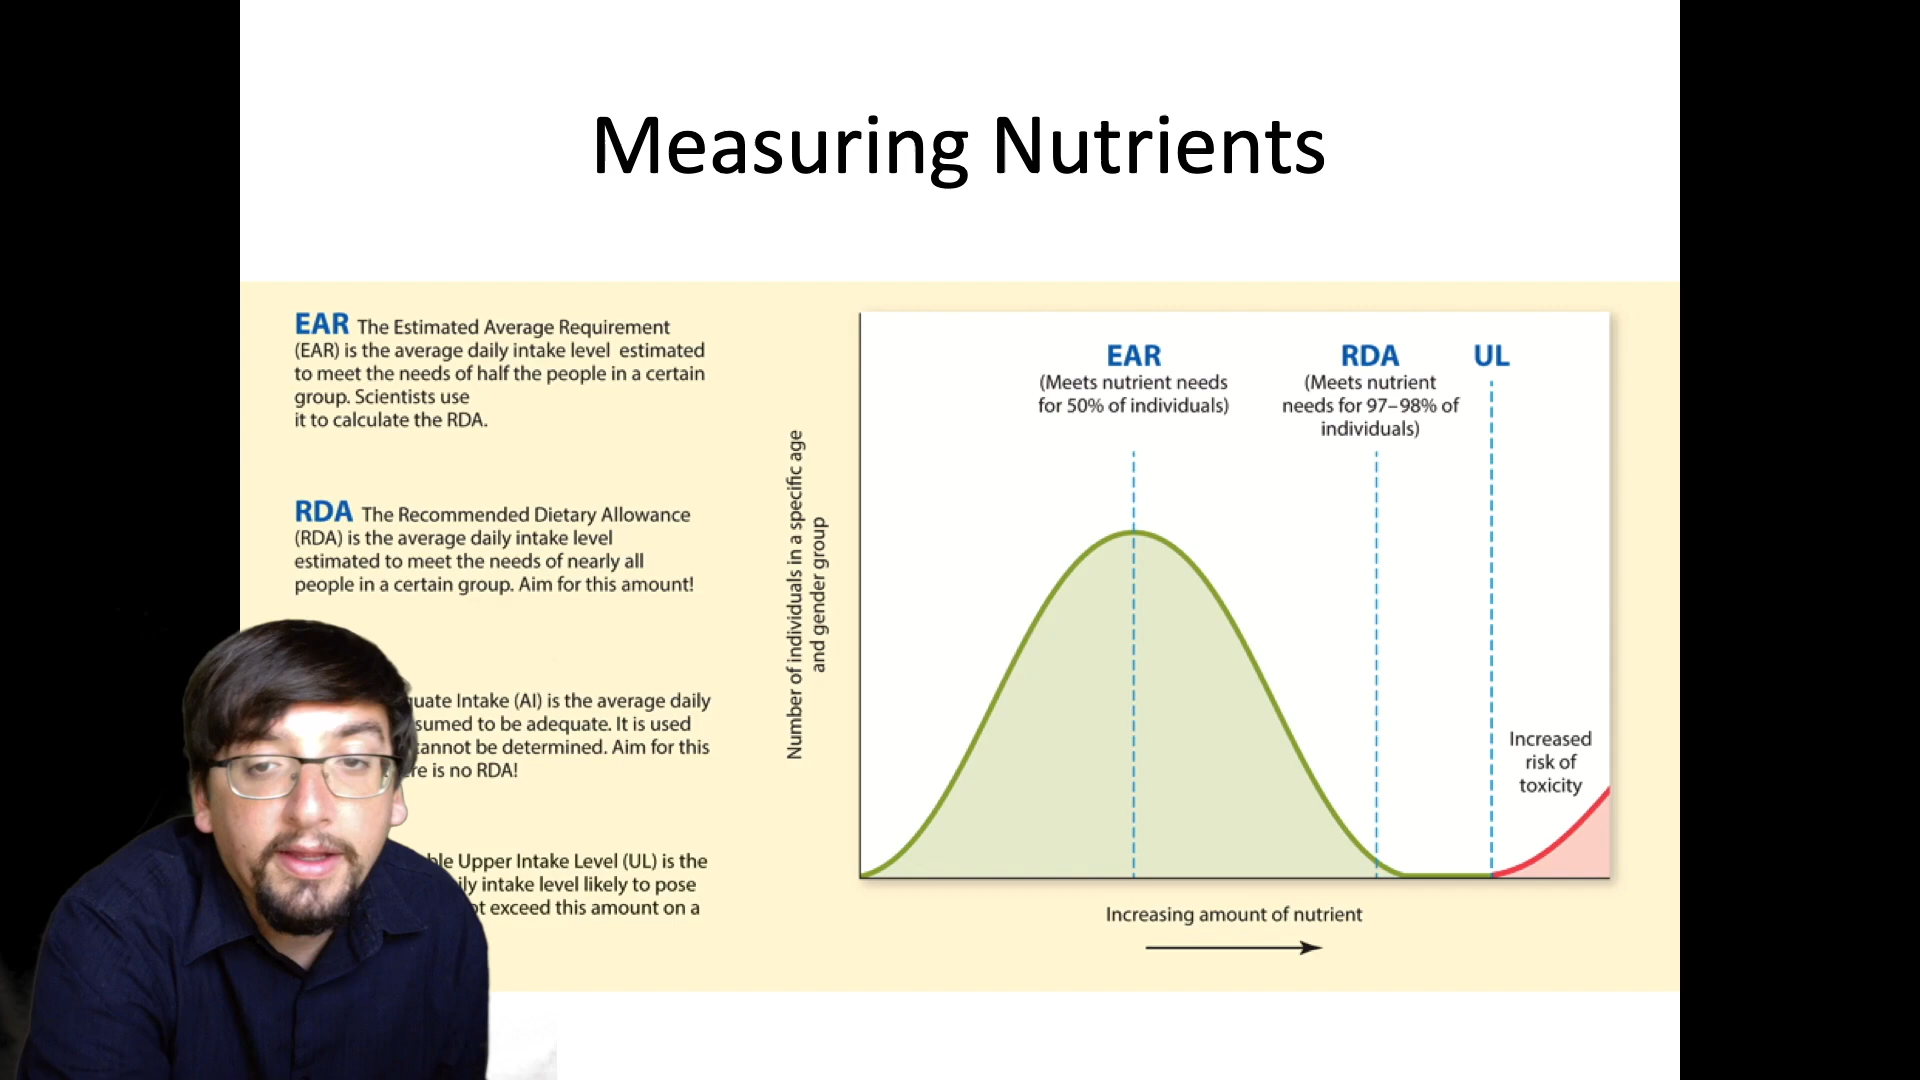 Measuring Nutrients
EAR The Estimated Average Requirement
(EAR) is the average daily intake level estimated
to meet the needs of half the people in a certain
group. Scientists use
it to calculate the RDA.
RDA The Recommended Dietary Allowance
(RDA) is the average daily intake level
estimated to meet the needs of nearly all
people in a certain group. Aim for this amount!
Intake (AI) is the average daily
to be adequate. It is used
cannot be determined. Aim for this
is no RDA!
Upper Intake Level (UL) is the
intake level likely to pose
exceed this amount on a
Number of individuals in a specific age
and gender group
EAR
(Meets nutrient needs
for 50% of individuals)
RDA
(Meets nutrient
needs for 97–98% of
individuals)
UL
Increased
risk of
toxicity
Increasing amount of nutrient